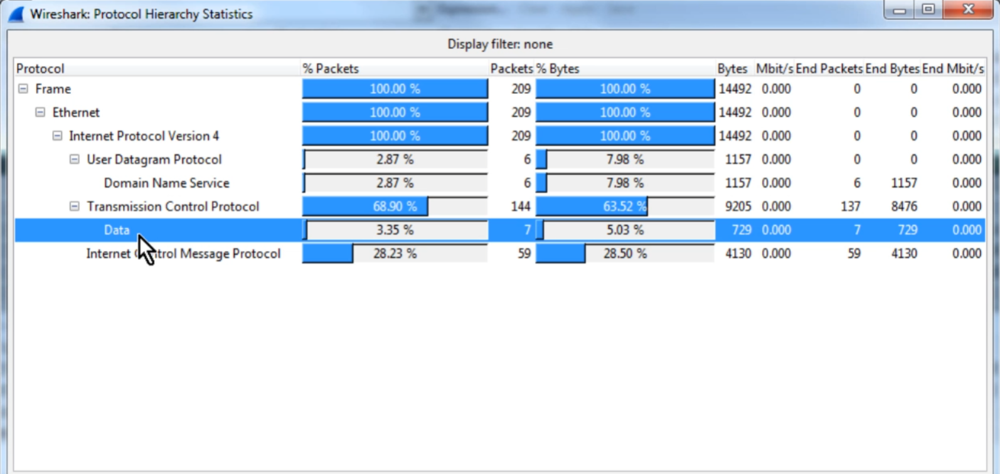 Wireshark: Protocol Hierarchy Statistics
Display filter: none
Protocol % Packets Packets % Bytes Bytes Mbit/s End Packets End Bytes End Mbit/s
Frame 100.00 % 209 100.00 % 14492 0.000 0 0 0.000
Ethernet 100.00 % 209 100.00 % 14492 0.000 0 0 0.000
Internet Protocol Version 4 100.00 % 209 100.00 % 14492 0.000 0 0 0.000
User Datagram Protocol 2.87 % 6 7.98 % 1157 0.000 0 0 0.000
Domain Name Service 2.87 % 6 7.98 % 1157 0.000 6 1157 0.000
Transmission Control Protocol 68.90 % 144 63.52 % 9205 0.000 137 8476 0.000
Data 3.35 % 7 5.03 % 729 0.000 7 729 0.000
Internet Control Message Protocol 28.23 % 59 28.50 % 4130 0.000 59 4130 0.000